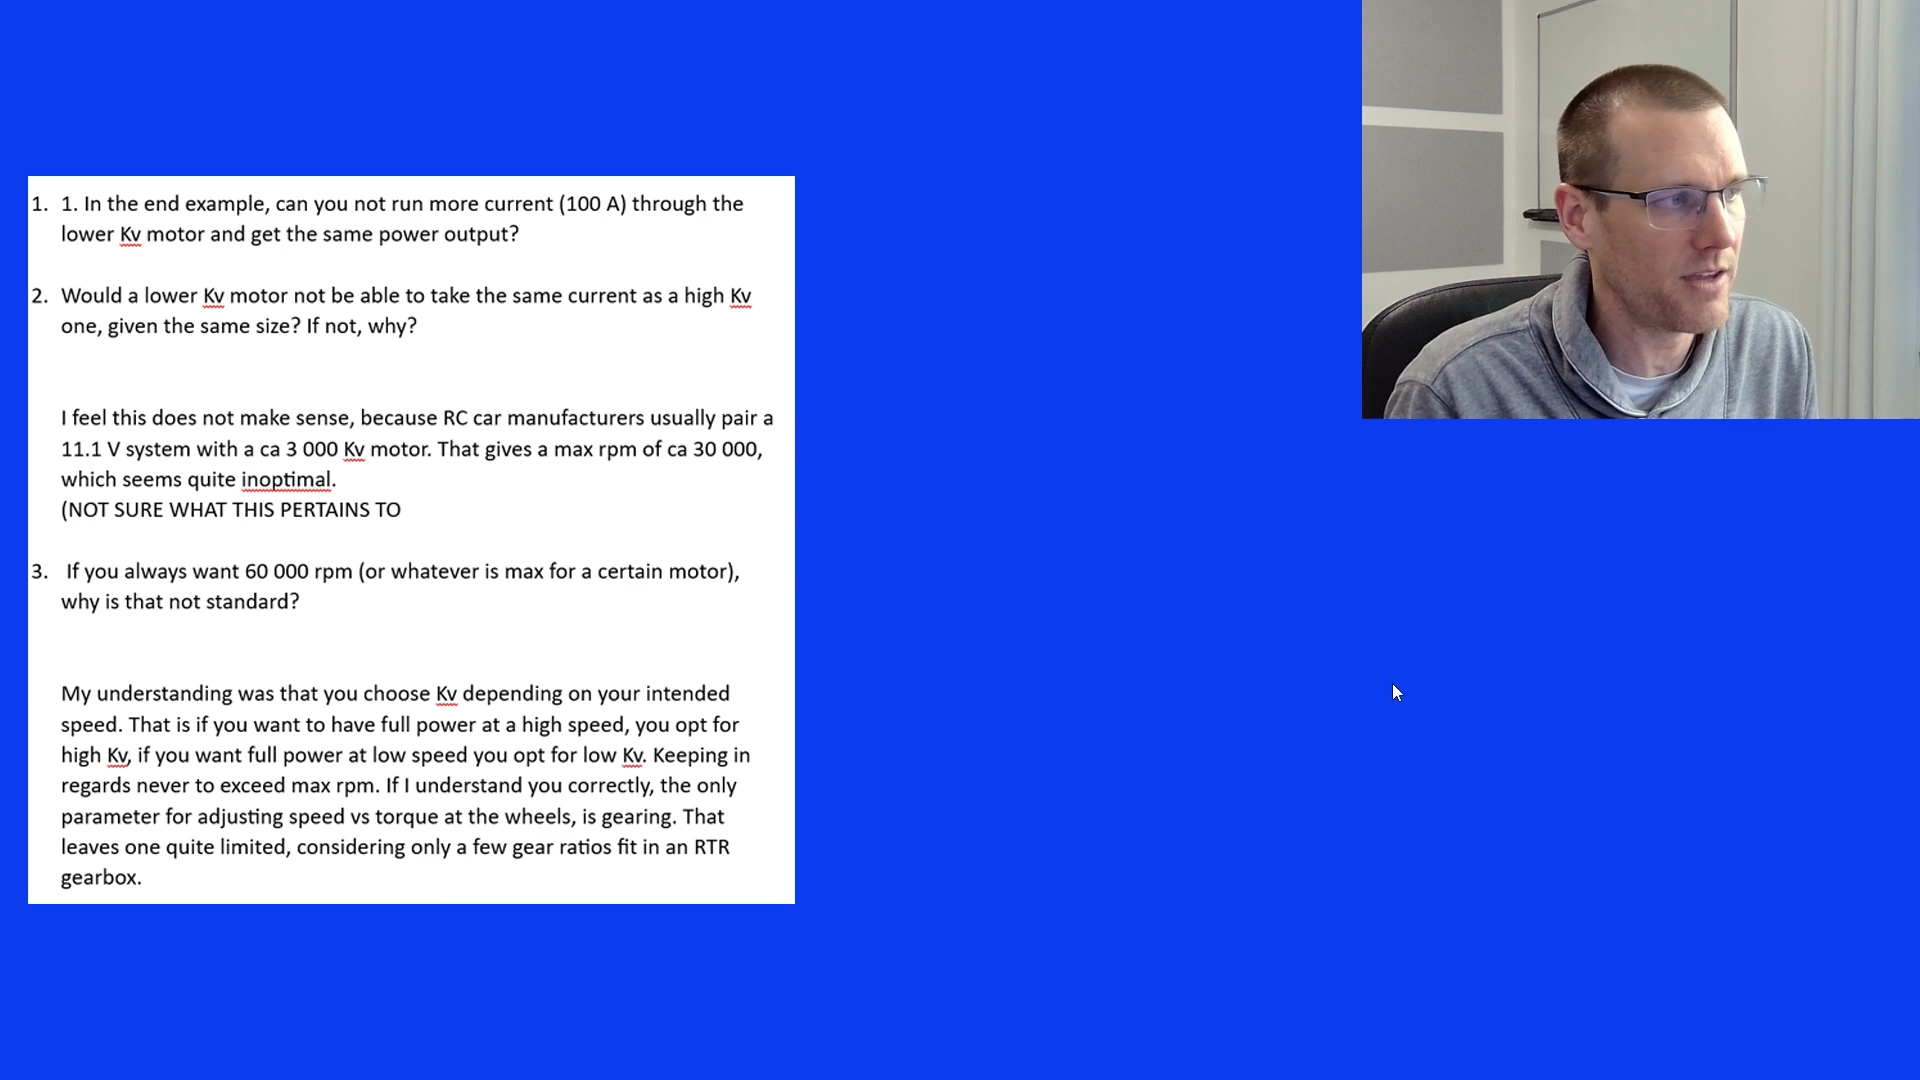 1. 1. In the end example, can you not run more current (100 A) through the
lower Kv motor and get the same power output?
2. Would a lower Kv motor not be able to take the same current as a high Kv
one, given the same size? If not, why?
I feel this does not make sense, because RC car manufacturers usually pair a
11.1 V system with a ca 3 000 Kv motor. That gives a max rpm of ca 30 000,
which seems quite inoptimal.
(NOT SURE WHAT THIS PERTAINS TO
3. If you always want 60 000 rpm (or whatever is max for a certain motor),
why is that not standard?
My understanding was that you choose Kv depending on your intended
speed. That is if you want to have full power at a high speed, you opt for
high Kv, if you want full power at low speed you opt for low Kv. Keeping in
regards never to exceed max rpm. If I understand you correctly, the only
parameter for adjusting speed vs torque at the wheels, is gearing. That
leaves one quite limited, considering only a few gear ratios fit in an RTR
gearbox.